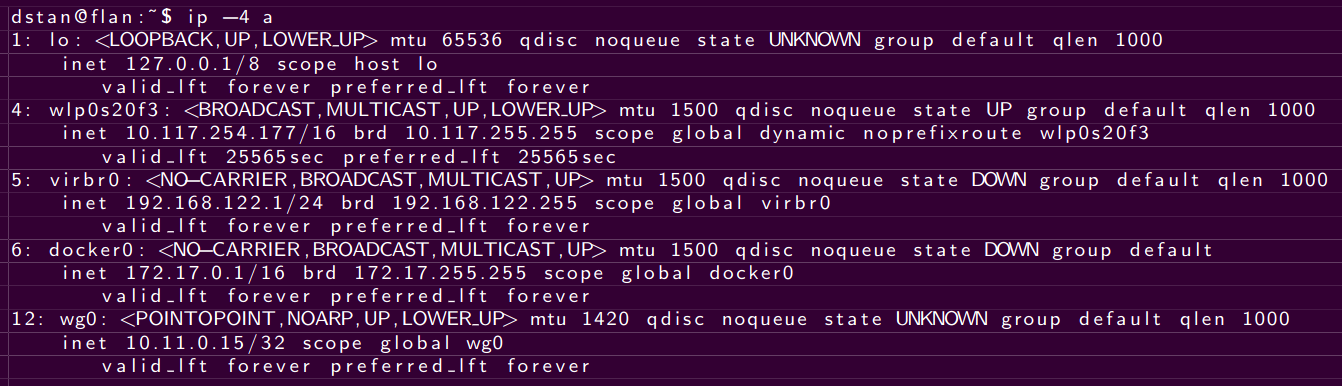 dstan@flan:~$ ip -4 a
1: lo: <LOOPBACK,UP,LOWER_UP> mtu 65536 qdisc noqueue state UNKNOWN group default qlen 1000
inet 127.0.0.1/8 scope host lo
valid_lft forever preferred_lft forever
4: wlp0s20f3: <BROADCAST,MULTICAST,UP,LOWER_UP> mtu 1500 qdisc noqueue state UP group default qlen 1000
inet 10.117.254.177/16 brd 10.117.255.255 scope global dynamic noprefixroute wlp0s20f3
valid_lft 25565sec preferred_lft 25565sec
5: virbr0: <NO-CARRIER,BROADCAST,MULTICAST,UP> mtu 1500 qdisc noqueue state DOWN group default qlen 1000
inet 192.168.122.1/24 brd 192.168.122.255 scope global virbr0
valid_lft forever preferred_lft forever
6: docker0: <NO-CARRIER,BROADCAST,MULTICAST,UP> mtu 1500 qdisc noqueue state DOWN group default
inet 172.17.0.1/16 brd 172.17.255.255 scope global docker0
valid_lft forever preferred_lft forever
12: wg0: <POINTOPOINT,NOARP,UP,LOWER_UP> mtu 1420 qdisc noqueue state UNKNOWN group default qlen 1000
inet 10.11.0.15/32 scope global wg0
valid_lft forever preferred_lft forever